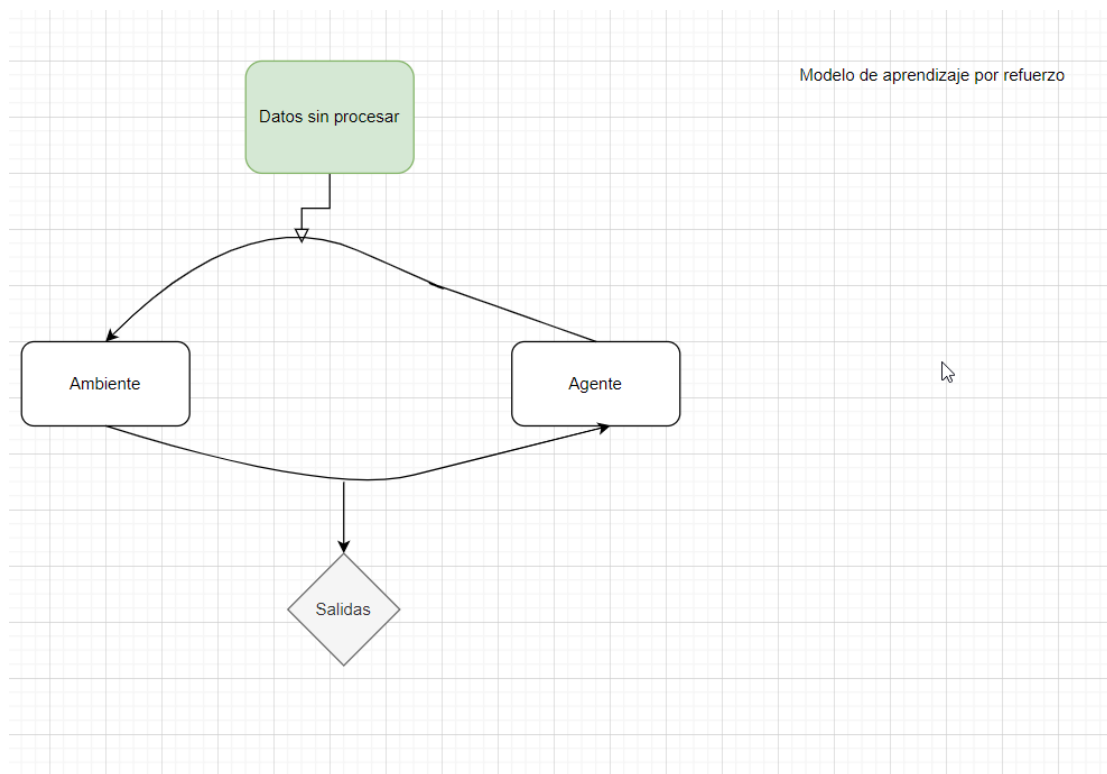 Modelo de aprendizaje por refuerzo
Datos sin procesar
Ambiente
Agente
Salidas